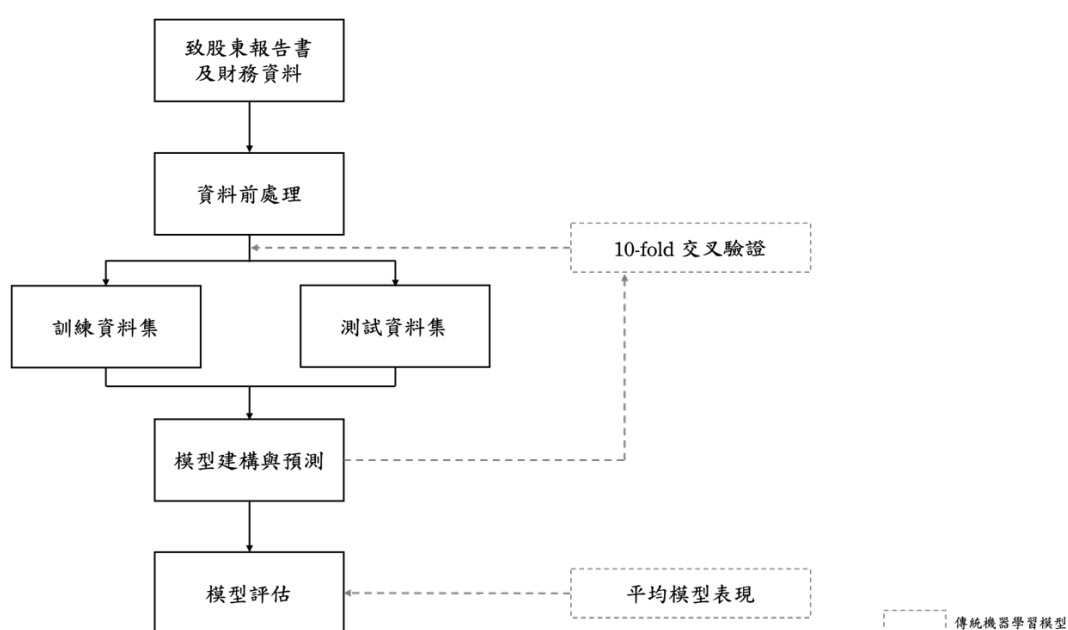 致股東報告書
及財務資料
資料前處理
10-fold 交叉驗證
訓練資料集
測試資料集
模型建構與預測
模型評估
平均模型表現
傳統機器學習模型